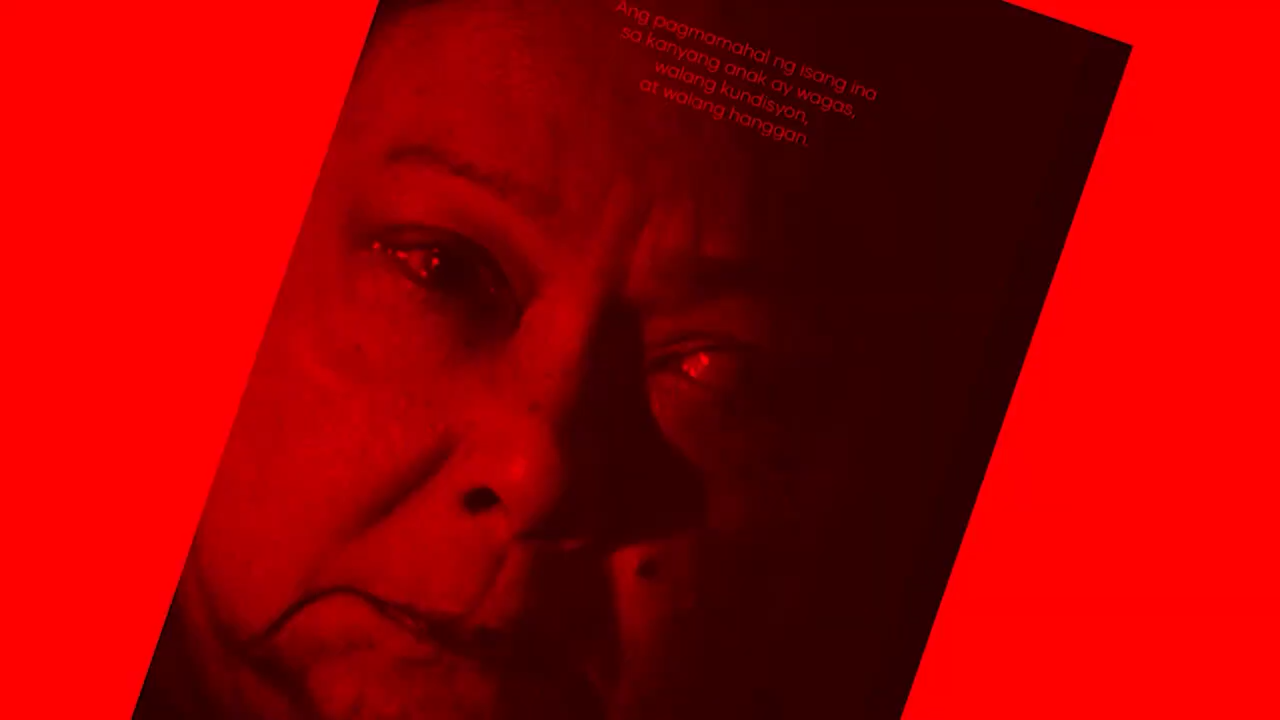 Ang pagmamahal ng isang ina
sa kanyang anak ay wagas,
walang kundisyon,
at walang hanggan.